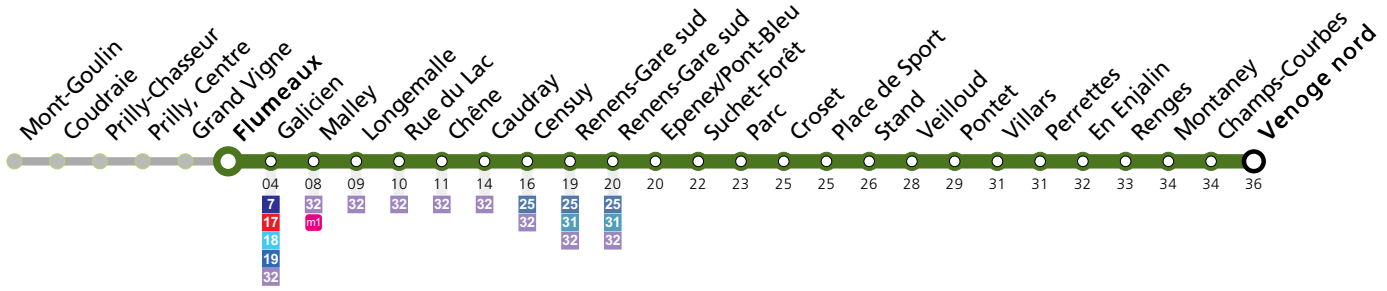 Mont-Goulin
Coudraie
Prilly-Chasseur
Prilly, Centre
Grand Vigne
Flumeaux
Galicien
Malley
Longemalle
Rue du Lac
Chêne
Caudray
Censuy
Renens-Gare sud
Renens-Gare sud
Epenex/Pont-Bleu
Suchet-Forêt
Parc
Croset
Place de Sport
Stand
Veilloud
Pontet
Villars
Perrettes
En Enjalin
Renges
Montaney
Champs-Courbes
Venoge nord
04 08 09 10 11 14 16 19 20 20 22 23 25 25 26 28 29 31 31 32 33 34 34 36
7 32 32 32 32 32 25 25 25
17 m1 32 31 31
18 32 32
19
32